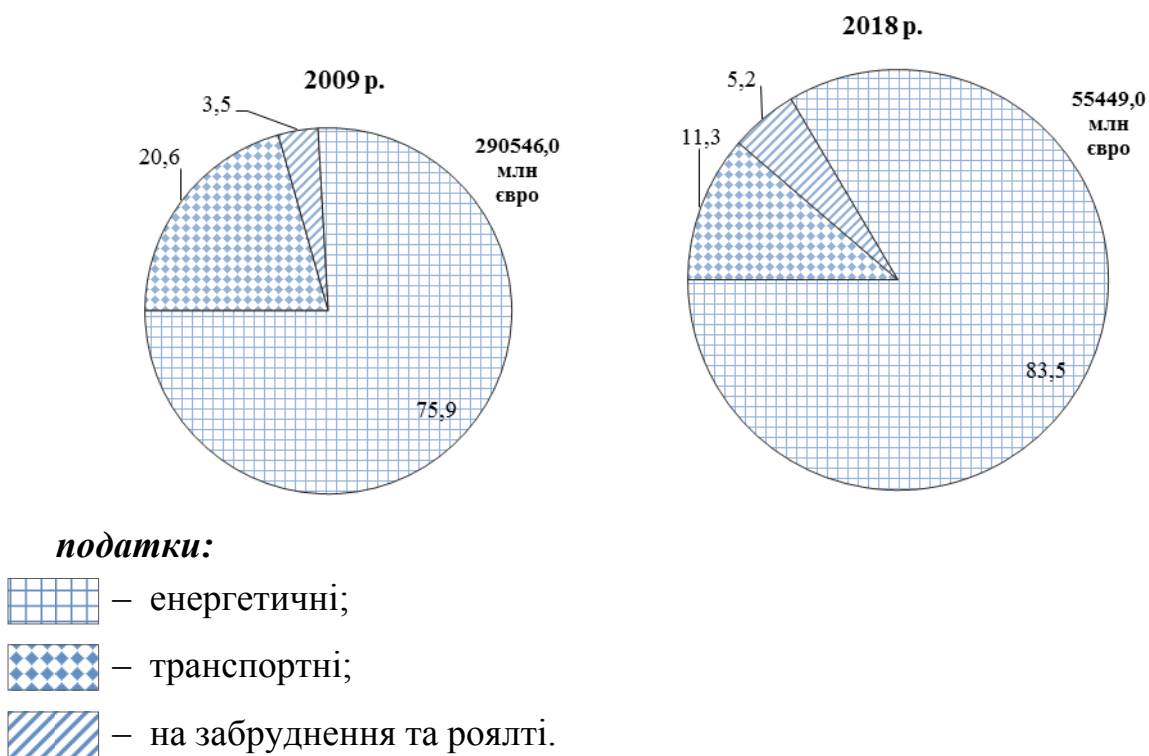 2009 р.
3,5
20,6
290546,0
млн
євро
75,9
2018 р.
5,2
11,3
55449,0
млн
євро
83,5
податки:
– енергетичні;
– транспортні;
– на забруднення та роялті.